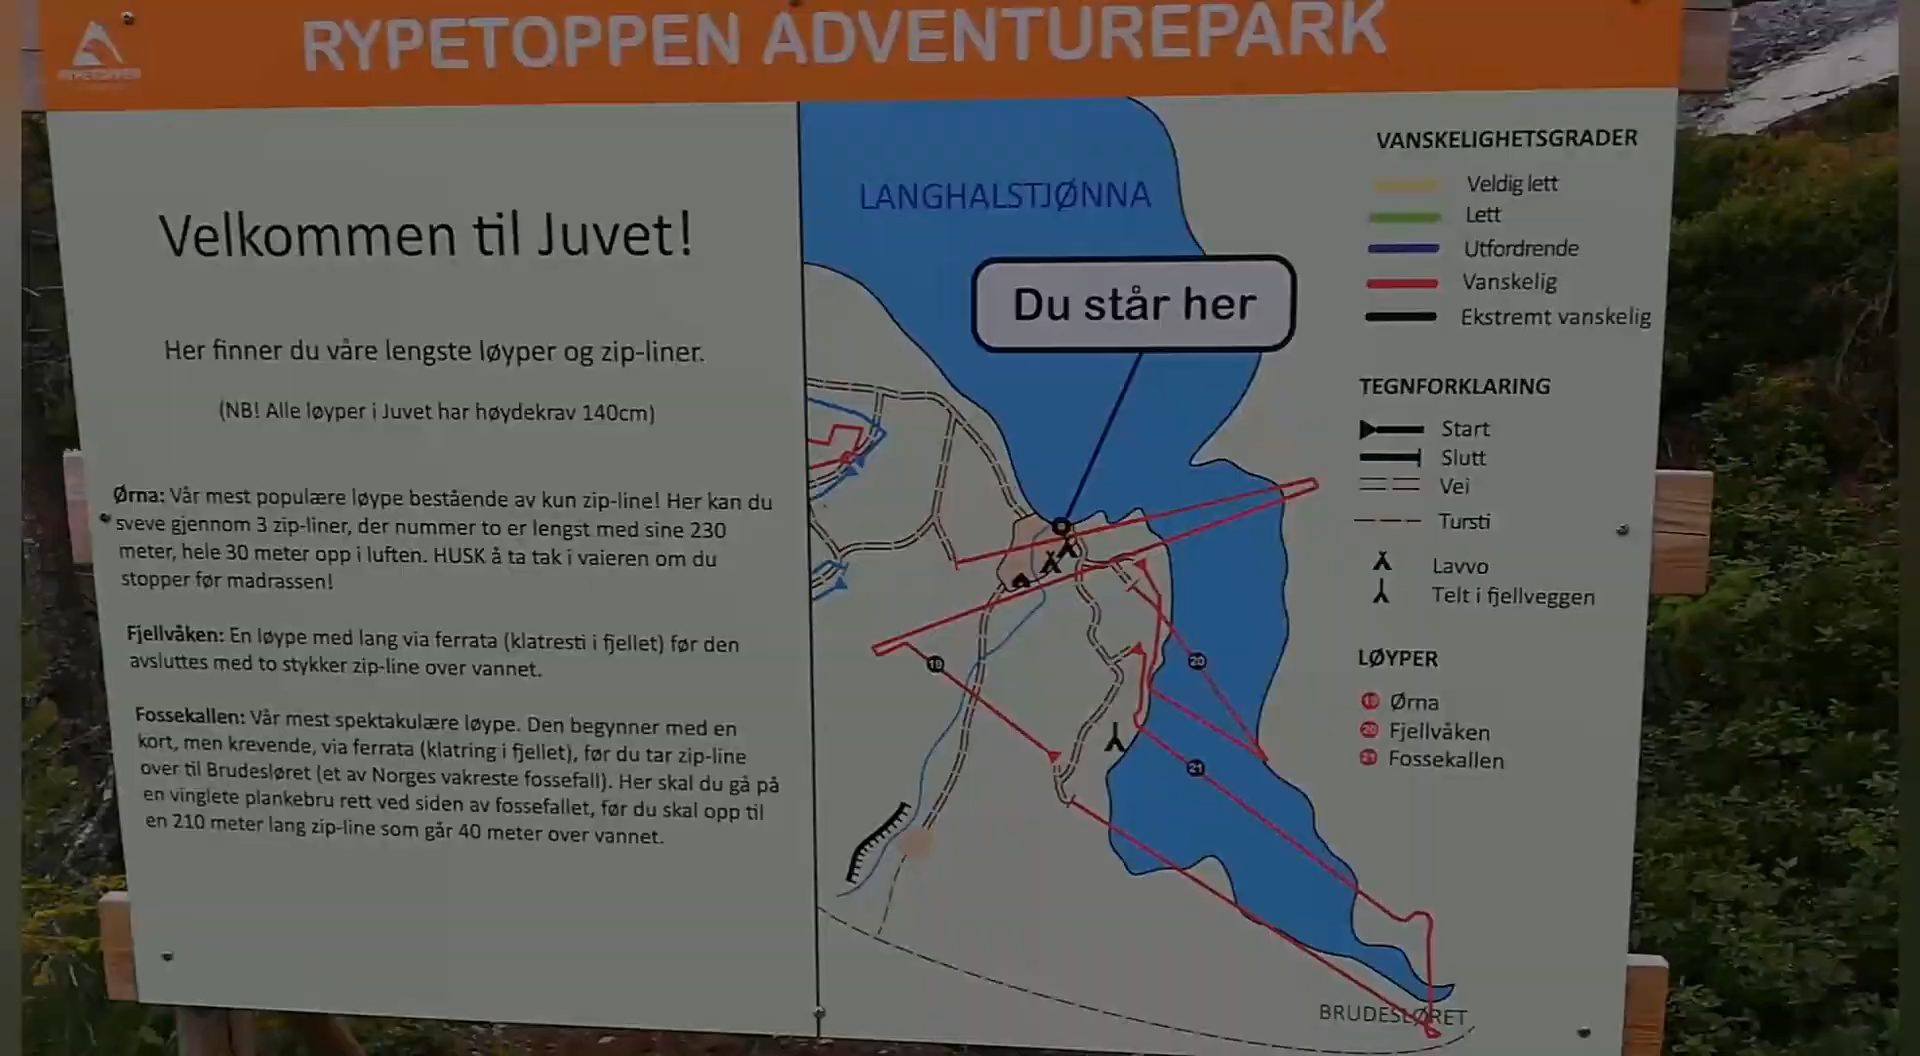 RYPETOPPEN
RYPETOPPEN ADVENTUREPARK
Velkommen til Juvet!
Her finner du våre lengste løyper og zip-liner.
(NB! Alle løyper i Juvet har høydekrav 140cm)
Ørna: Vår mest populære løype bestående av kun zip-line! Her kan du
sveve gjennom 3 zip-liner, der nummer to er lengst med sine 230
meter, hele 30 meter opp i luften. HUSK å ta tak i vaieren om du
stopper før madrassen!
Fjellvåken: En løype med lang via ferrata (klatresti i fjellet) før den
avsluttes med to stykker zip-line over vannet.
Fossekallen: Vår mest spektakulære løype. Den begynner med en
kort, men krevende, via ferrata (klatring i fjellet), før du tar zip-line
over til Brudesløret (et av Norges vakreste fossefall). Her skal du gå på
en vinglete plankebru rett ved siden av fossefallet, før du skal opp til
en 210 meter lang zip-line som går 40 meter over vannet.
LANGHALSTJØNNA
Du står her
19
20
21
BRUDESLØRET
VANSKELIGHETSGRADER
Veldig lett
Lett
Utfordrende
Vanskelig
Ekstremt vanskelig
TEGNFORKLARING
Start
Slutt
Vei
Tursti
Lavvo
Telt i fjellveggen
LØYPER
19 Ørna
20 Fjellvåken
21 Fossekallen